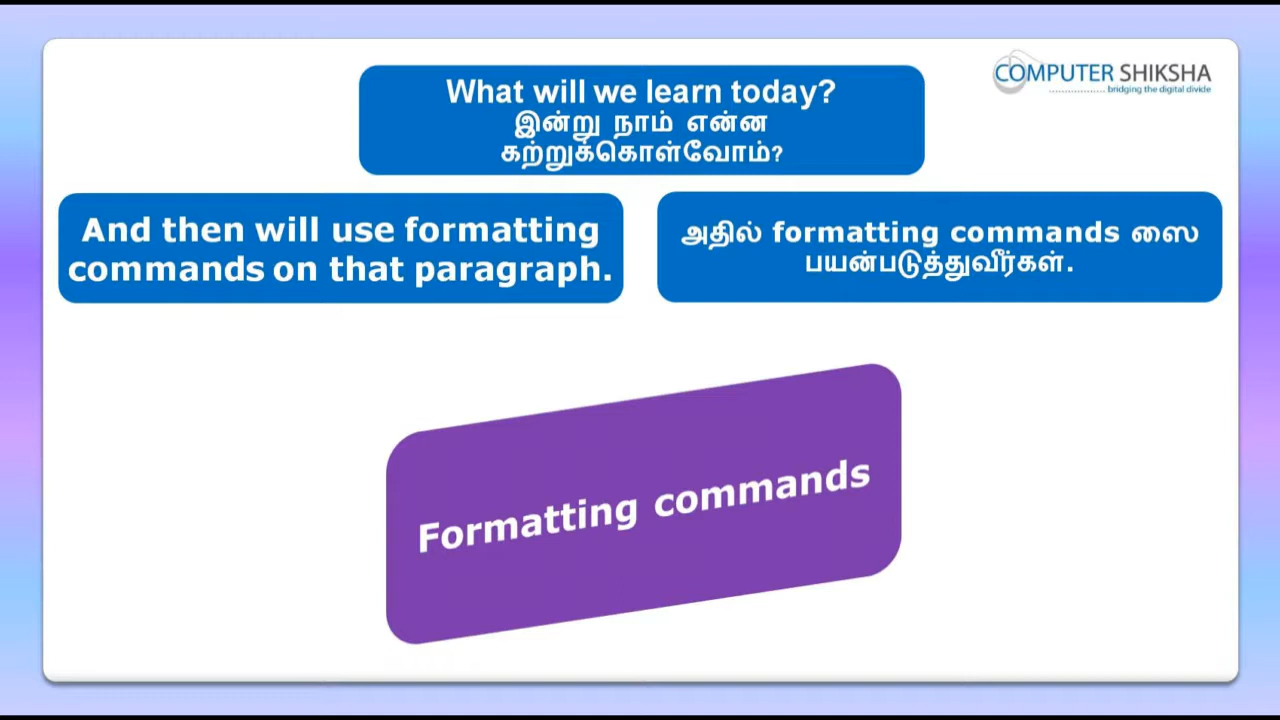 What will we learn today?
இன்று நாம் என்ன
கற்றுக்கொள்வோம்?
COMPUTER SHIKSHA
bridging the digital divide
And then will use formatting
commands on that paragraph.
அதில் formatting commands ஸை
பயன்படுத்துவீர்கள்.
Formatting commands